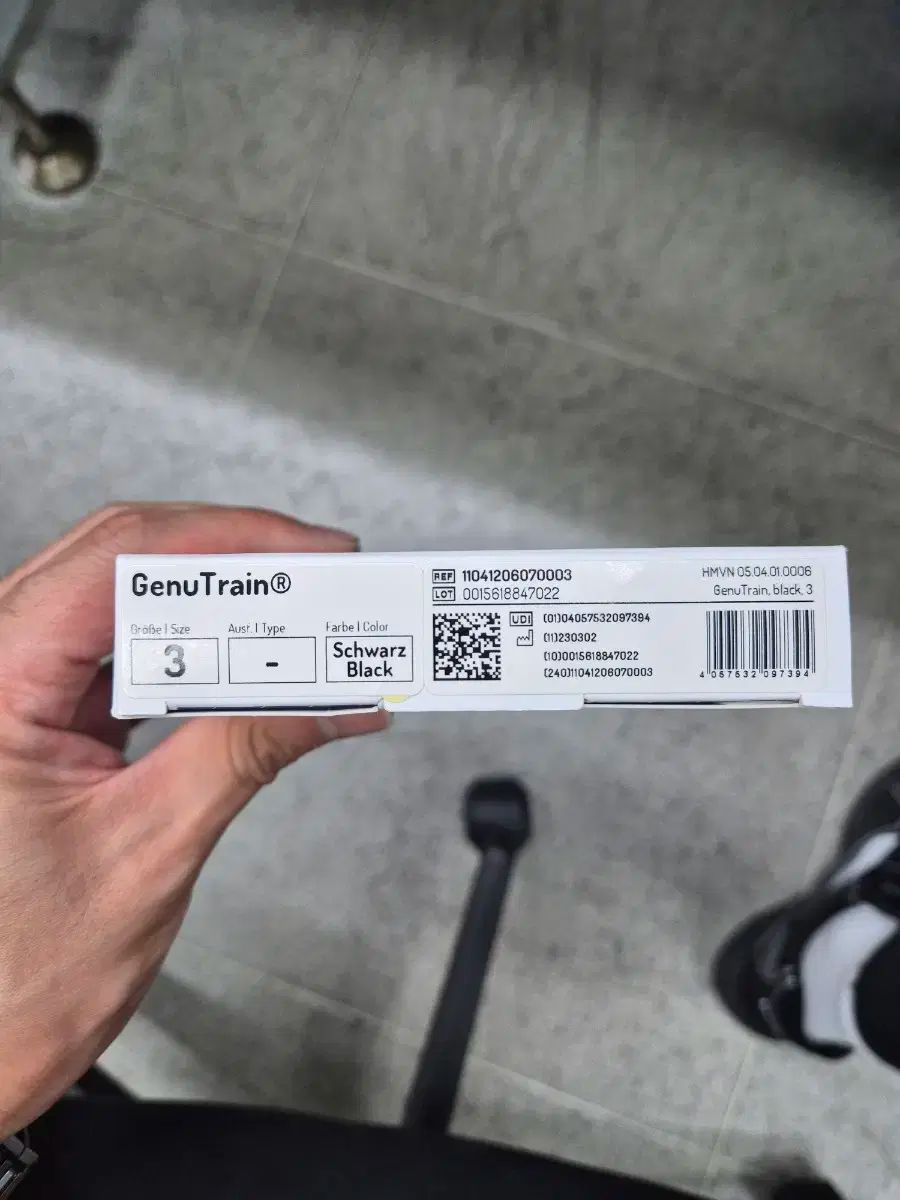 GenuTrain®
Größe | Size
3
Ausf. | Type
-
Farbe | Color
Schwarz
Black
REF 11041206070003
LOT 0015618847022
HMVN 05.04.01.0006
GenuTrain, black, 3
UDI (01)04057532097394
(11)230302
(10)0015618847022
(240)11041206070003
4 057532 097394